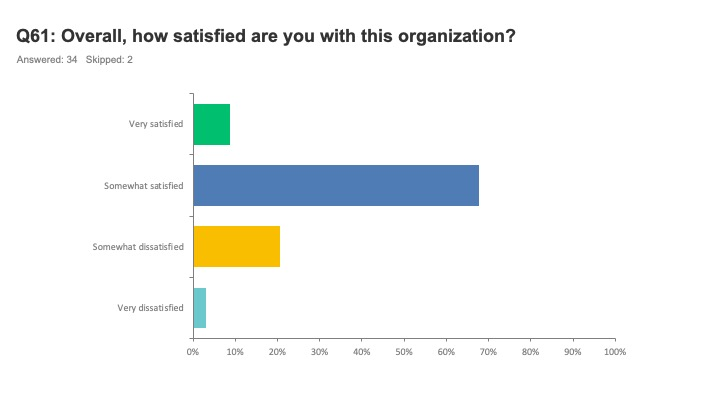 Q61: Overall, how satisfied are you with this organization?
Answered: 34 Skipped: 2
Very satisfied
Somewhat satisfied
Somewhat dissatisfied
Very dissatisfied
0% 10% 20% 30% 40% 50% 60% 70% 80% 90% 100%